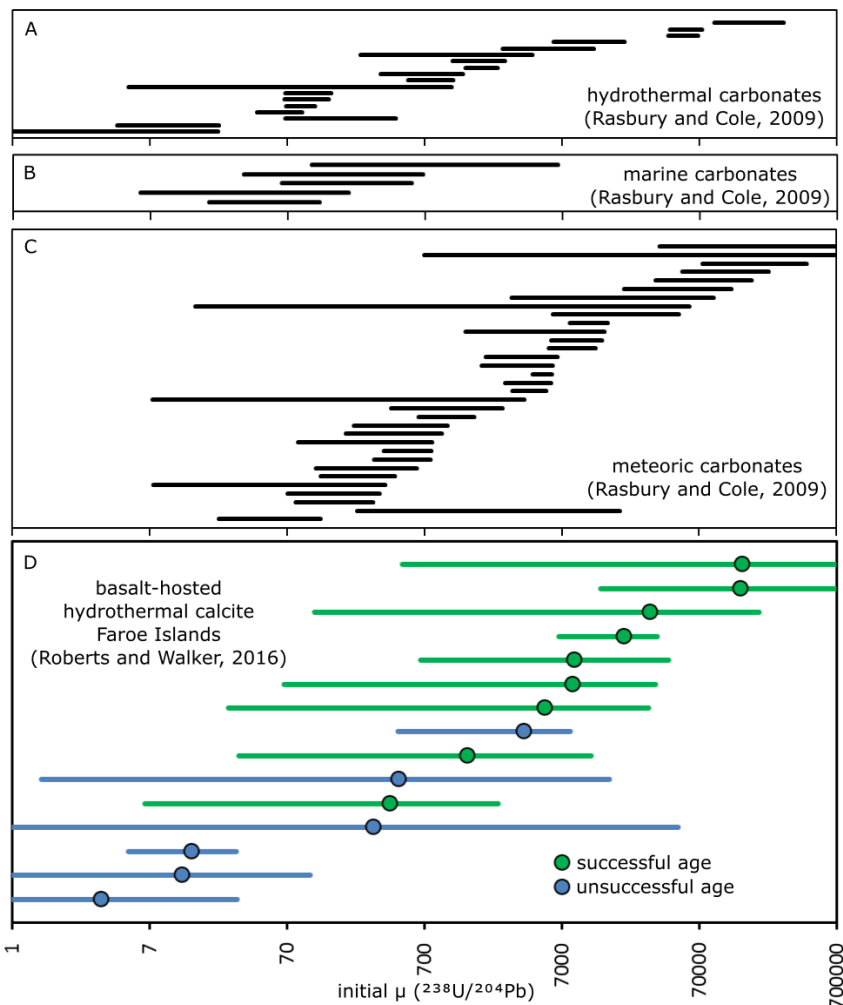 A
hydrothermal carbonates
(Rasbury and Cole, 2009)
B
marine carbonates
(Rasbury and Cole, 2009)
C
meteoric carbonates
(Rasbury and Cole, 2009)
D
basalt-hosted
hydrothermal calcite
Faroe Islands
(Roberts and Walker, 2016)
successful age
unsuccessful age
1
7
70
700
7000
70000
700000
initial μ (²³⁸U/²⁰⁴Pb)